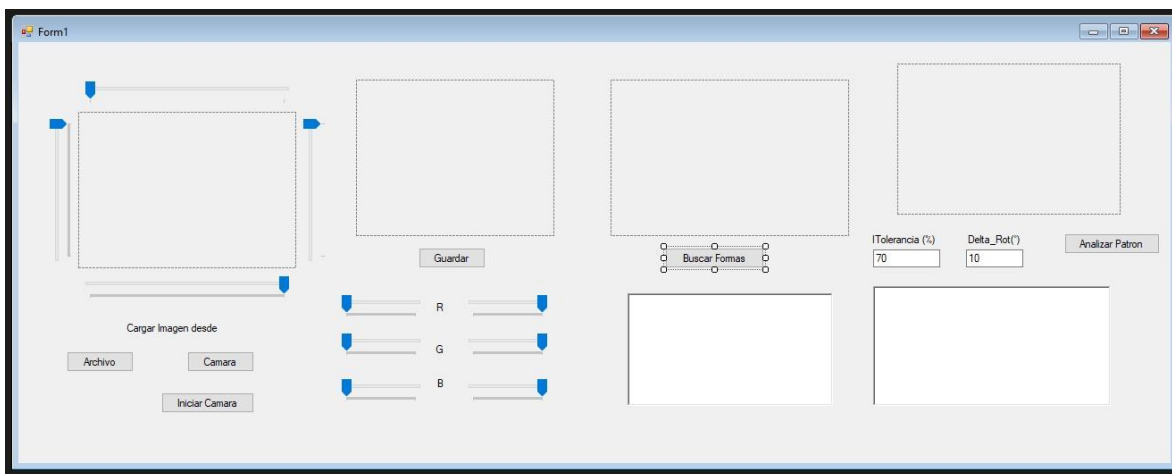 Form1
Guardar
Buscar Formas
ITolerancia (%)
Delta_Rot(°)
Analizar Patron
70
10
R
G
B
Cargar Imagen desde
Archivo
Camara
Iniciar Camara